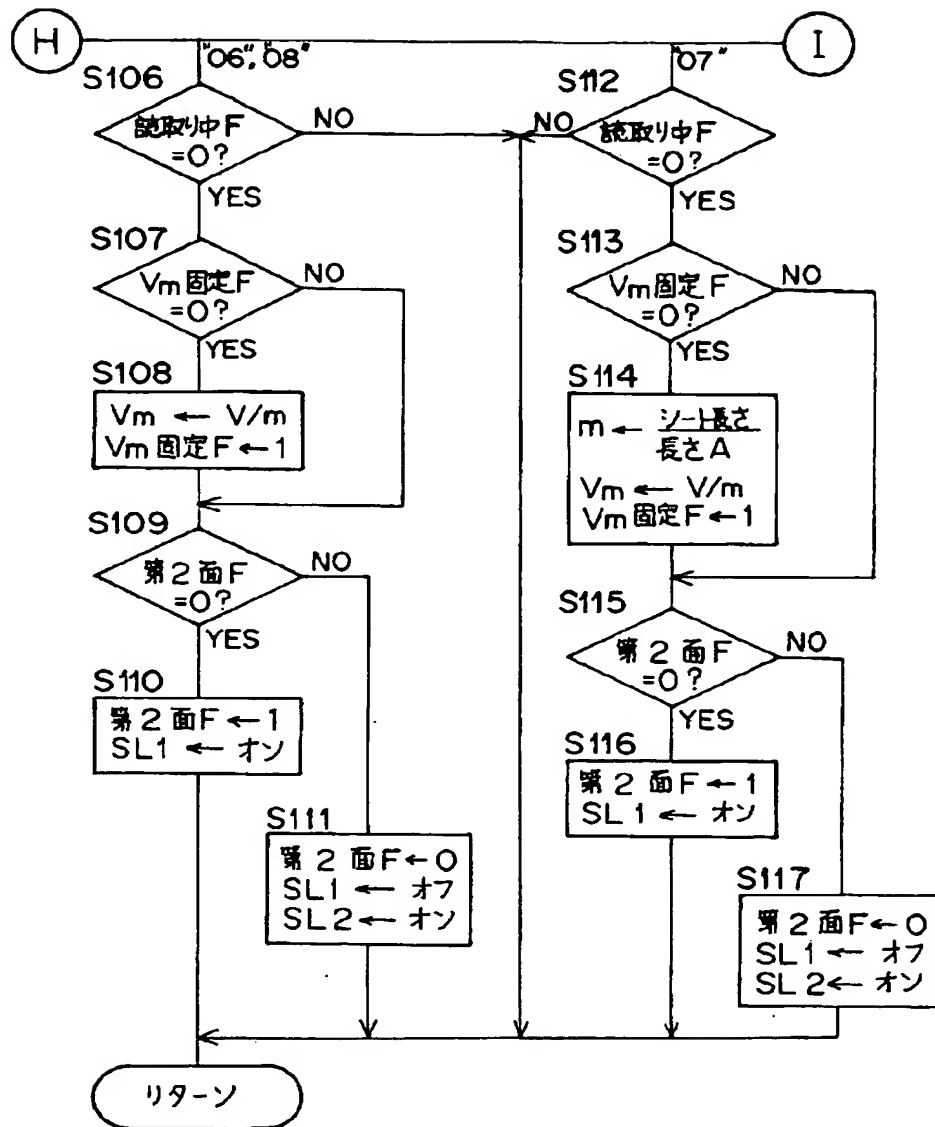 H
I
"06", "08"
"07"
S106
読取り中F
=0?
NO
YES
S107
Vm固定F
=0?
NO
YES
S108
Vm ← V/m
Vm固定F←1
S109
第2面F
=0?
NO
YES
S110
第2面F←1
SL1 ← オン
S111
第2面F←0
SL1 ← オフ
SL2 ← オン
S112
読取り中F
=0?
NO
YES
S113
Vm固定F
=0?
NO
YES
S114
m ← シート長さ
長さA
Vm ← V/m
Vm固定F←1
S115
第2面F
=0?
NO
YES
S116
第2面F←1
SL1 ← オン
S117
第2面F←0
SL1 ← オフ
SL2 ← オン
リターン